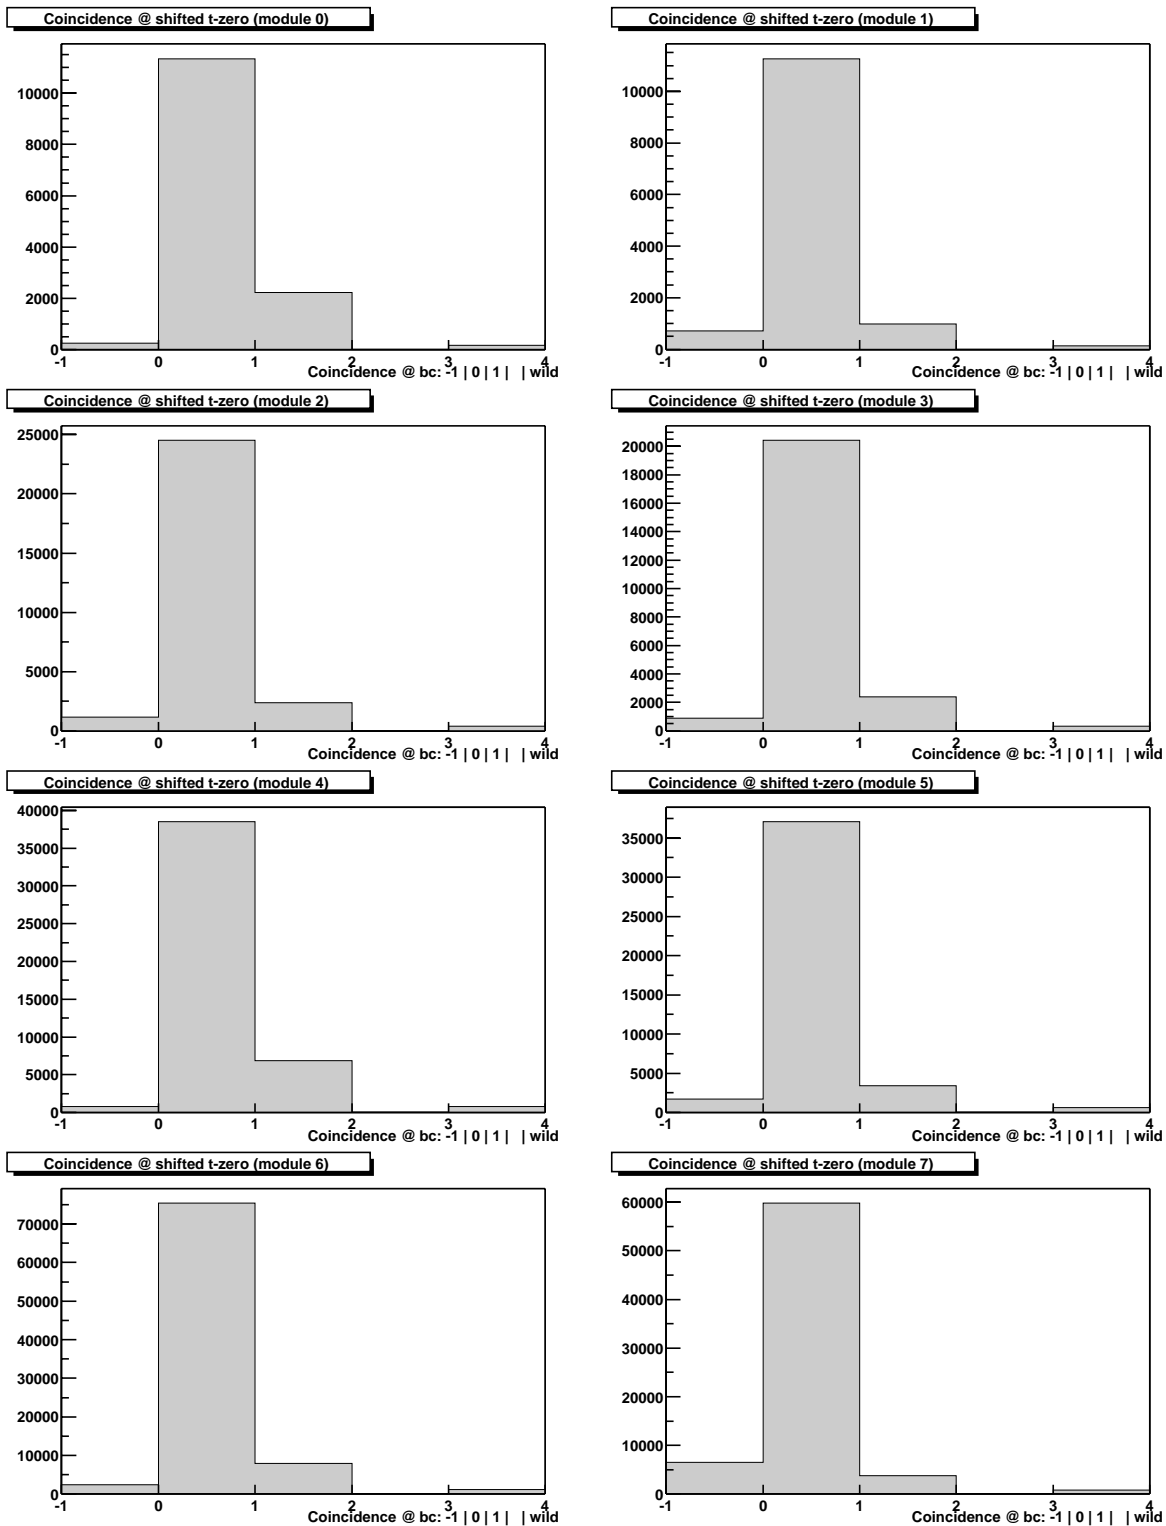 Coincidence @ shifted t-zero (module 0)
10000
8000
6000
4000
2000
0
-1 0 1 2 3 4
Coincidence @ bc: -1 | 0 | 1 | | wild
Coincidence @ shifted t-zero (module 1)
10000
8000
6000
4000
2000
0
-1 0 1 2 3 4
Coincidence @ bc: -1 | 0 | 1 | | wild
Coincidence @ shifted t-zero (module 2)
25000
20000
15000
10000
5000
0
-1 0 1 2 3 4
Coincidence @ bc: -1 | 0 | 1 | | wild
Coincidence @ shifted t-zero (module 3)
20000
18000
16000
14000
12000
10000
8000
6000
4000
2000
0
-1 0 1 2 3 4
Coincidence @ bc: -1 | 0 | 1 | | wild
Coincidence @ shifted t-zero (module 4)
40000
35000
30000
25000
20000
15000
10000
5000
0
-1 0 1 2 3 4
Coincidence @ bc: -1 | 0 | 1 | | wild
Coincidence @ shifted t-zero (module 5)
35000
30000
25000
20000
15000
10000
5000
0
-1 0 1 2 3 4
Coincidence @ bc: -1 | 0 | 1 | | wild
Coincidence @ shifted t-zero (module 6)
70000
60000
50000
40000
30000
20000
10000
0
-1 0 1 2 3 4
Coincidence @ bc: -1 | 0 | 1 | | wild
Coincidence @ shifted t-zero (module 7)
60000
50000
40000
30000
20000
10000
0
-1 0 1 2 3 4
Coincidence @ bc: -1 | 0 | 1 | | wild